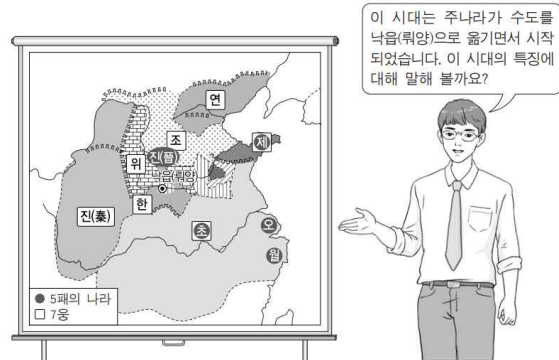 이 시대는 주나라가 수도를
낙읍(뤄양)으로 옮기면서 시작
되었습니다. 이 시대의 특징에
대해 말해 볼까요?
연
조
제
진(晉)
위
낙읍(뤄양)
한
진(秦)
초
오
월
● 5패의 나라
□ 7웅